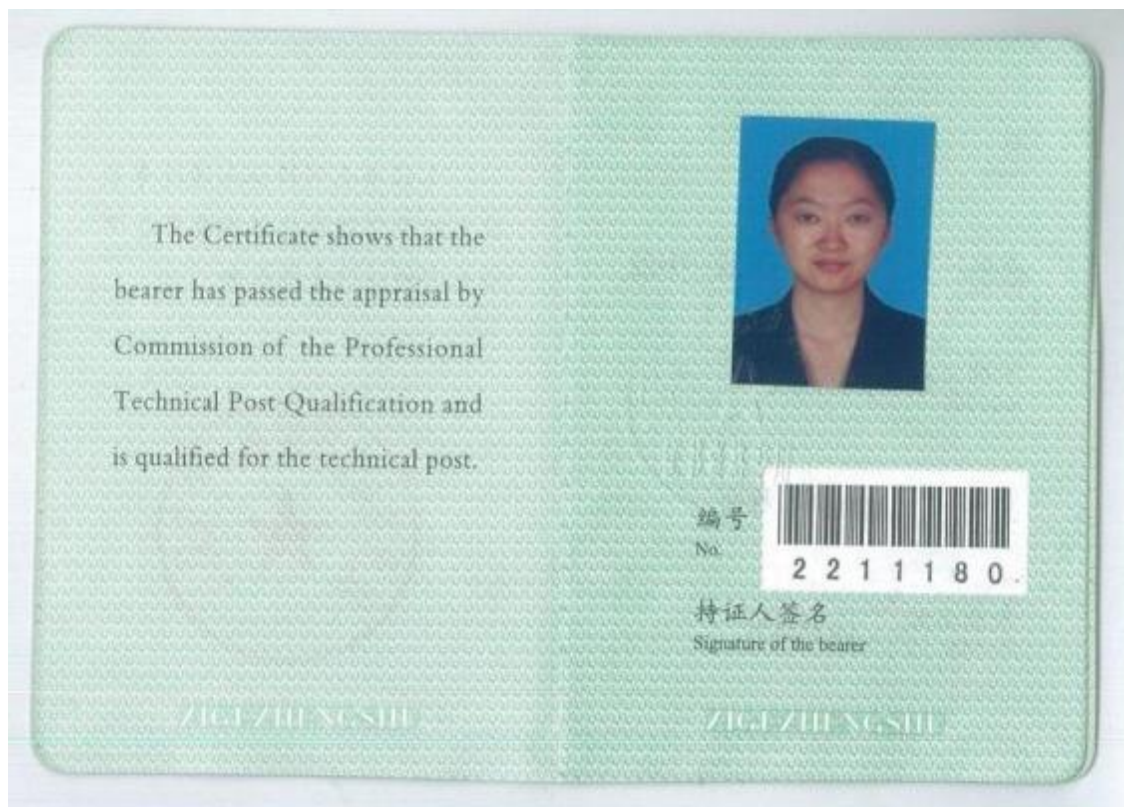 The Certificate shows that the
bearer has passed the appraisal by
Commission of the Professional
Technical Post Qualification and
is qualified for the technical post.
ZIGEZHENGSHU
编号
No.
2211180
持证人签名
Signature of the bearer
ZIGEZHENGSHU